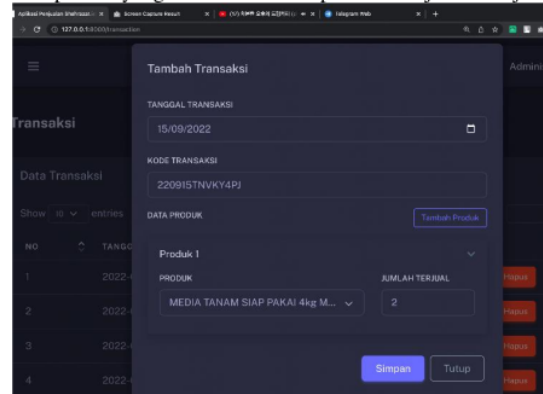 Aplikasi Penjualan
Screen Capture Result
Telegram Web
127.0.0.1:8000/transaction
Tambah Transaksi
Admini
TANGGAL TRANSAKSI
15/09/2022
Transaksi
KODE TRANSAKSI
220915TNVKY4PJ
Data Transaksi
DATA PRODUK
Tambah Produk
Show 10 entries
NO
TANGG
Produk 1
PRODUK
JUMLAH TERJUAL
1
2022-
Hapus
MEDIA TANAM SIAP PAKAI 4kg M...
2
2
2022-
Hapus
3
2022-
Hapus
Simpan
Tutup
4
2022-
Hapus